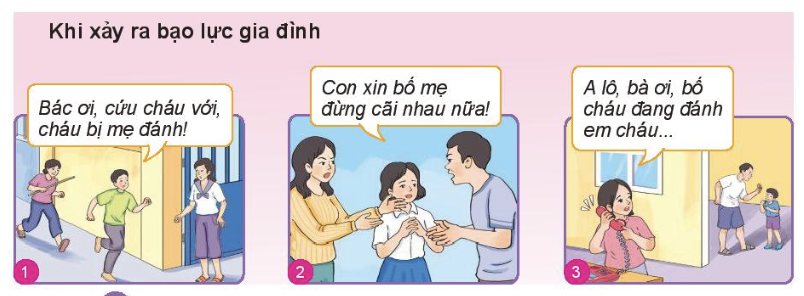 Khi xảy ra bạo lực gia đình
Bác ơi, cứu cháu với,
cháu bị mẹ đánh!
Con xin bố mẹ
đừng cãi nhau nữa!
A lô, bà ơi, bố
cháu đang đánh
em cháu...
1
2
3